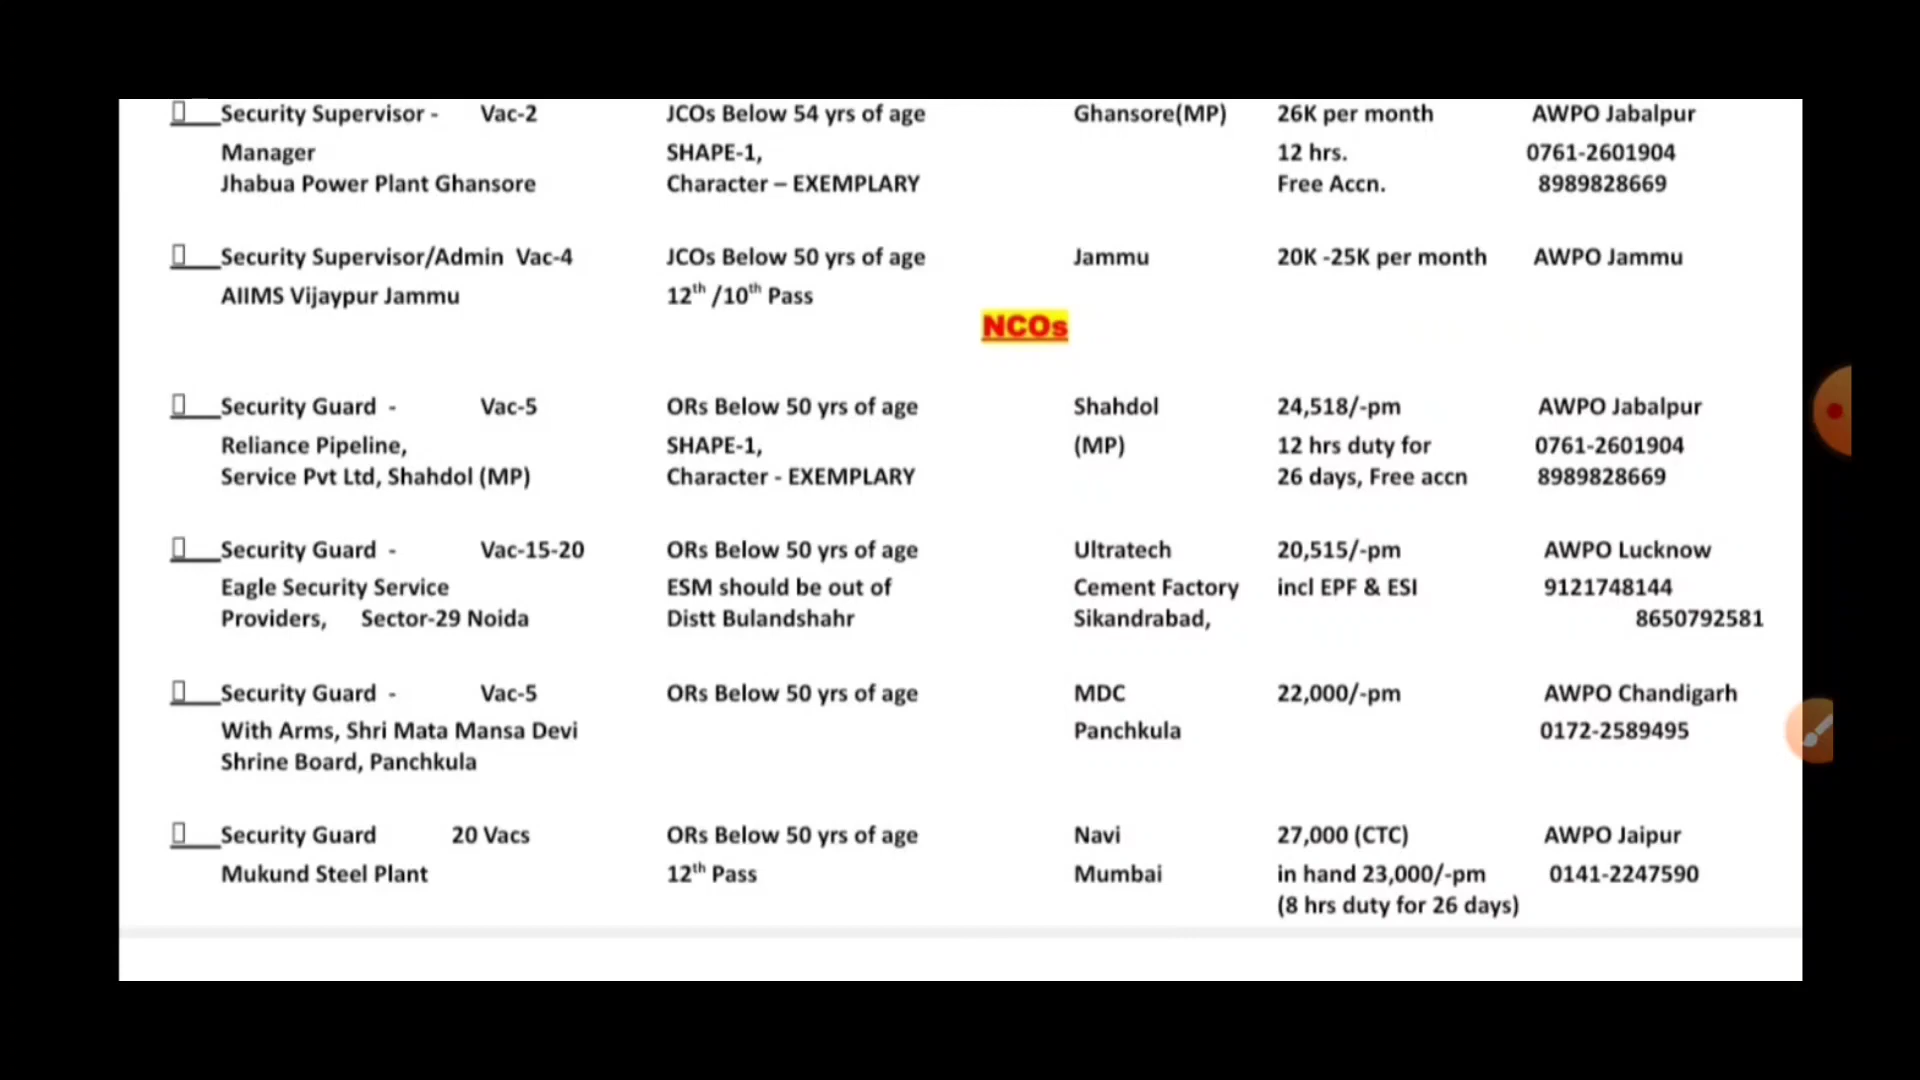 Security Supervisor - Vac-2 JCOs Below 54 yrs of age Ghansore(MP) 26K per month AWPO Jabalpur
Manager SHAPE-1, 12 hrs. 0761-2601904
Jhabua Power Plant Ghansore Character – EXEMPLARY Free Accn. 8989828669
Security Supervisor/Admin Vac-4 JCOs Below 50 yrs of age Jammu 20K -25K per month AWPO Jammu
AIIMS Vijaypur Jammu 12th /10th Pass
NCOs
Security Guard - Vac-5 ORs Below 50 yrs of age Shahdol 24,518/-pm AWPO Jabalpur
Reliance Pipeline, SHAPE-1, (MP) 12 hrs duty for 0761-2601904
Service Pvt Ltd, Shahdol (MP) Character - EXEMPLARY 26 days, Free accn 8989828669
Security Guard - Vac-15-20 ORs Below 50 yrs of age Ultratech 20,515/-pm AWPO Lucknow
Eagle Security Service ESM should be out of Cement Factory incl EPF & ESI 9121748144
Providers, Sector-29 Noida Distt Bulandshahr Sikandrabad, 8650792581
Security Guard - Vac-5 ORs Below 50 yrs of age MDC 22,000/-pm AWPO Chandigarh
With Arms, Shri Mata Mansa Devi Panchkula 0172-2589495
Shrine Board, Panchkula
Security Guard 20 Vacs ORs Below 50 yrs of age Navi 27,000 (CTC) AWPO Jaipur
Mukund Steel Plant 12th Pass Mumbai in hand 23,000/-pm 0141-2247590
(8 hrs duty for 26 days)